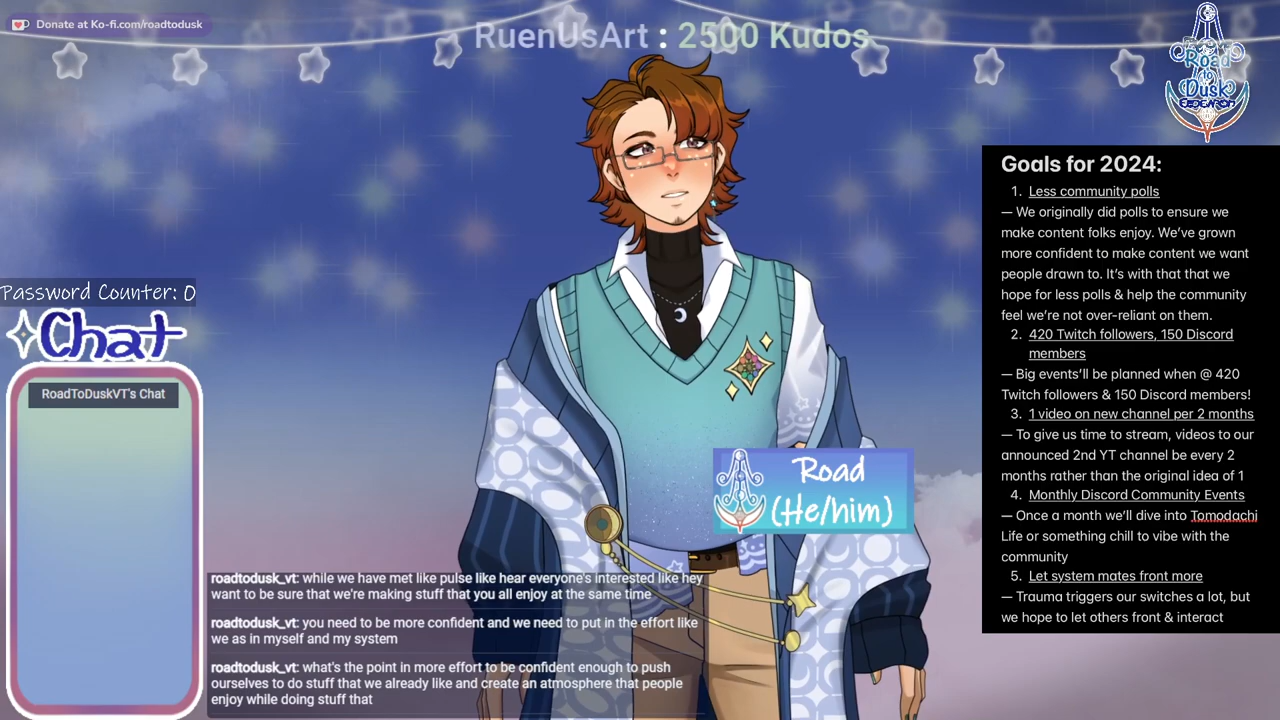 Donate at Ko-fi.com/roadtodusk
RuenUsArt : 2500 Kudos
Road
to
Dusk
Goals for 2024:
1. Less community polls
— We originally did polls to ensure we
make content folks enjoy. We've grown
more confident to make content we want
people drawn to. It's with that that we
hope for less polls & help the community
feel we're not over-reliant on them.
2. 420 Twitch followers, 150 Discord
members
— Big events'll be planned when @ 420
Twitch followers & 150 Discord members!
3. 1 video on new channel per 2 months
— To give us time to stream, videos to our
announced 2nd YT channel be every 2
months rather than the original idea of 1
4. Monthly Discord Community Events
— Once a month we'll dive into Tomodachi
Life or something chill to vibe with the
community
5. Let system mates front more
— Trauma triggers our switches a lot, but
we hope to let others front & interact
Password Counter: 0
Chat
RoadToDuskVT's Chat
Road
(He/him)
roadtodusk_vt: while we have met like pulse like hear everyone's interested like hey
want to be sure that we're making stuff that you all enjoy at the same time
roadtodusk_vt: you need to be more confident and we need to put in the effort like
we as in myself and my system
roadtodusk_vt: what's the point in more effort to be confident enough to push
ourselves to do stuff that we already like and create an atmosphere that people
enjoy while doing stuff that